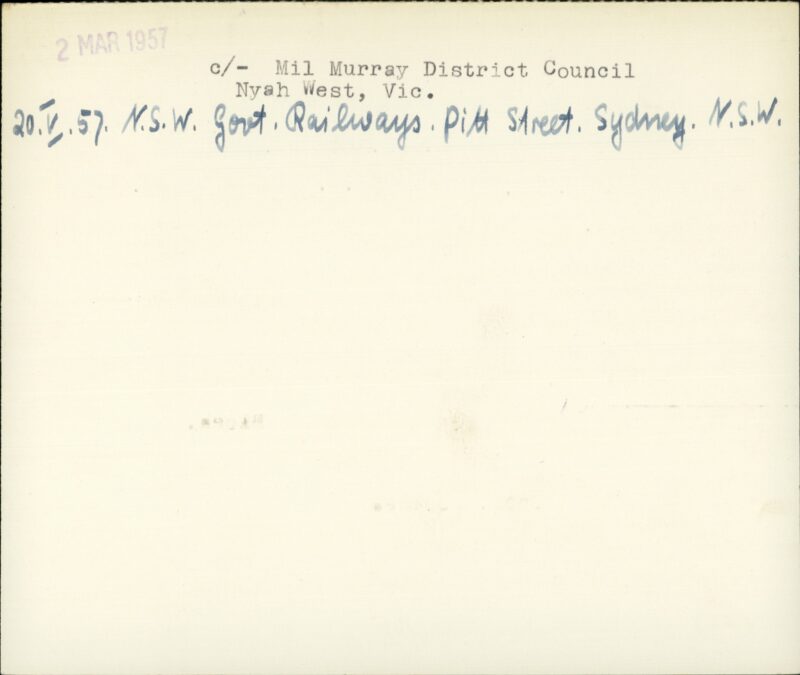 2 MAR 1957
c/- Mil Murray District Council
Nyah West, Vic.
20.V.57. N.S.W. Govt. Railways. Pitt Street. Sydney. N.S.W.